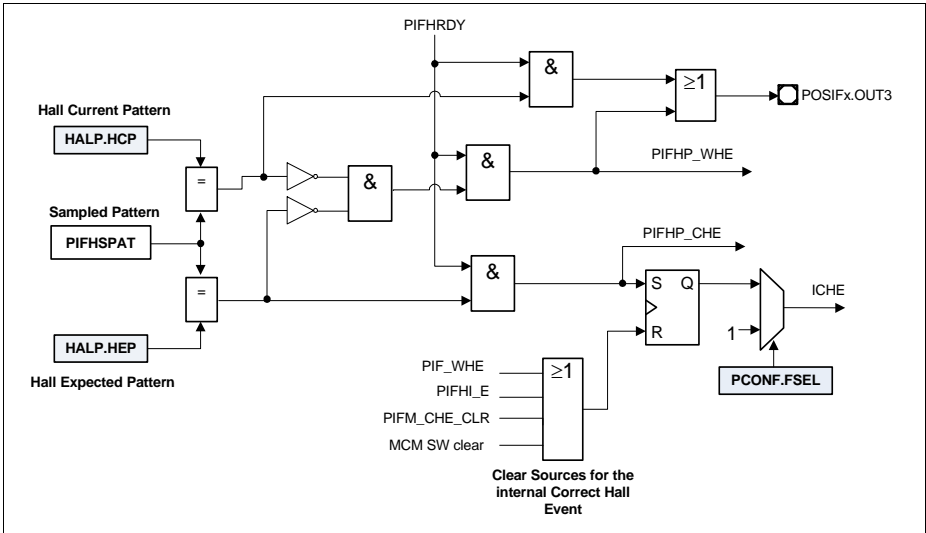 PIFHRDY
&
≥1
POSIFx.OUT3
Hall Current Pattern
HALP.HCP
=
&
&
PIFHP_WHE
Sampled Pattern
PIFHSPAT
PIFHP_CHE
=
&
S Q
R
ICHE
1
HALP.HEP
Hall Expected Pattern
PIF_WHE
PIFHI_E
PIFM_CHE_CLR
MCM SW clear
≥1
PCONF.FSEL
Clear Sources for the
internal Correct Hall
Event